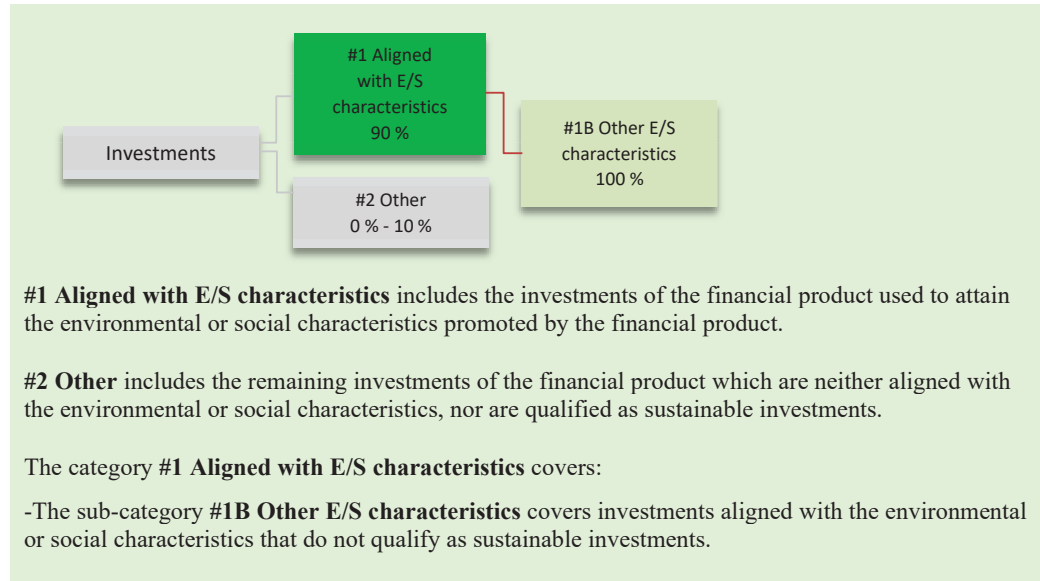 #1 Aligned
with E/S
characteristics
90 %
Investments
#1B Other E/S
characteristics
100 %
#2 Other
0 % - 10 %
#1 Aligned with E/S characteristics includes the investments of the financial product used to attain
the environmental or social characteristics promoted by the financial product.
#2 Other includes the remaining investments of the financial product which are neither aligned with
the environmental or social characteristics, nor are qualified as sustainable investments.
The category #1 Aligned with E/S characteristics covers:
-The sub-category #1B Other E/S characteristics covers investments aligned with the environmental
or social characteristics that do not qualify as sustainable investments.